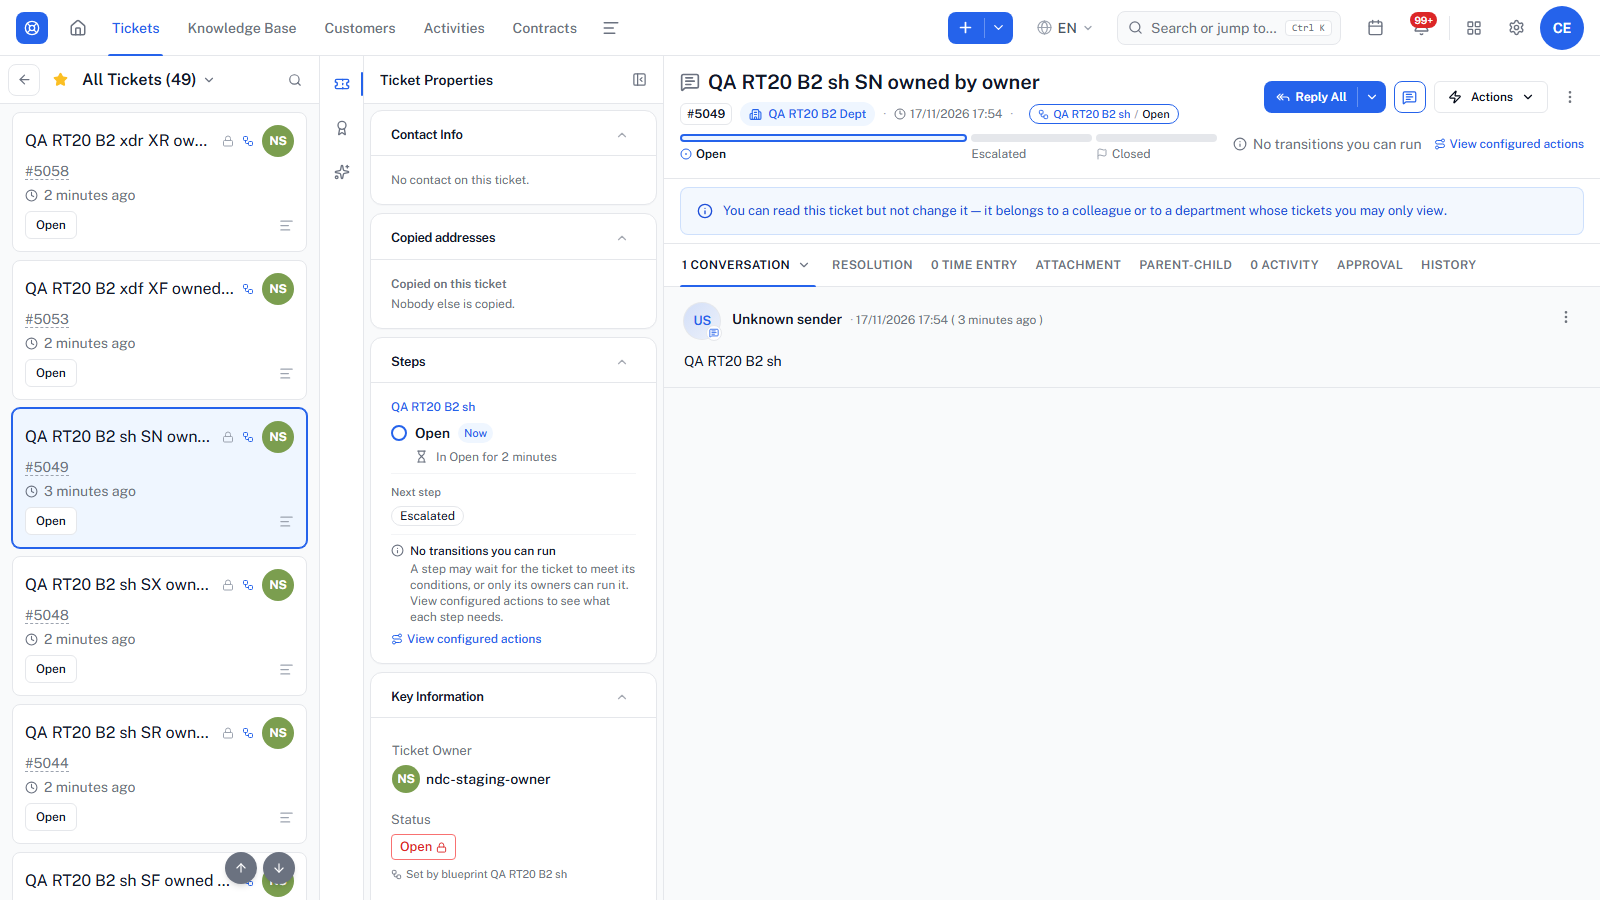 Tickets
Knowledge Base
Customers
Activities
Contracts
EN
Search or jump to...
Ctrl K
99+
CE
All Tickets (49)
QA RT20 B2 xdr XR ow...
NS
#5058
2 minutes ago
Open
QA RT20 B2 xdf XF owned...
NS
#5053
2 minutes ago
Open
QA RT20 B2 sh SN own...
NS
#5049
3 minutes ago
Open
QA RT20 B2 sh SX own...
NS
#5048
2 minutes ago
Open
QA RT20 B2 sh SR own...
NS
#5044
2 minutes ago
Open
QA RT20 B2 sh SF owned ...
Ticket Properties
Contact Info
No contact on this ticket.
Copied addresses
Copied on this ticket
Nobody else is copied.
Steps
QA RT20 B2 sh
Open Now
In Open for 2 minutes
Next step
Escalated
No transitions you can run
A step may wait for the ticket to meet its
conditions, or only its owners can run it.
View configured actions to see what
each step needs.
View configured actions
Key Information
Ticket Owner
NS ndc-staging-owner
Status
Open
Set by blueprint QA RT20 B2 sh
QA RT20 B2 sh SN owned by owner
#5049 QA RT20 B2 Dept · 17/11/2026 17:54 · QA RT20 B2 sh / Open
Open
Escalated
Closed
Reply All
Actions
No transitions you can run
View configured actions
You can read this ticket but not change it — it belongs to a colleague or to a department whose tickets you may only view.
1 CONVERSATION
RESOLUTION
0 TIME ENTRY
ATTACHMENT
PARENT-CHILD
0 ACTIVITY
APPROVAL
HISTORY
US
Unknown sender · 17/11/2026 17:54 ( 3 minutes ago )
QA RT20 B2 sh